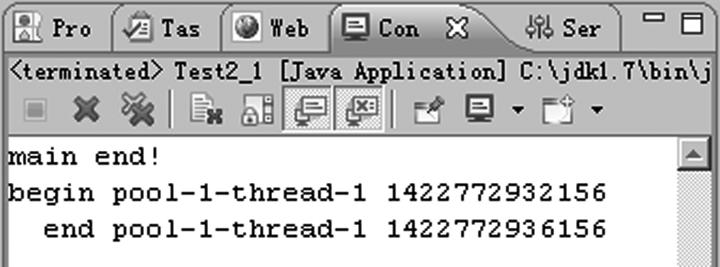 Pro Tas Web Con Ser
<terminated> Test2_1 [Java Application] C:\jdk1.7\bin\j
main end!
begin pool-1-thread-1 1422772932156
  end pool-1-thread-1 1422772936156